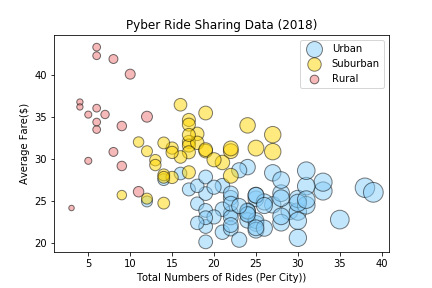 Pyber Ride Sharing Data (2018)
Urban
Suburban
Rural
40
35
30
25
20
Average Fare($)
5
10
15
20
25
30
35
40
Total Numbers of Rides (Per City))